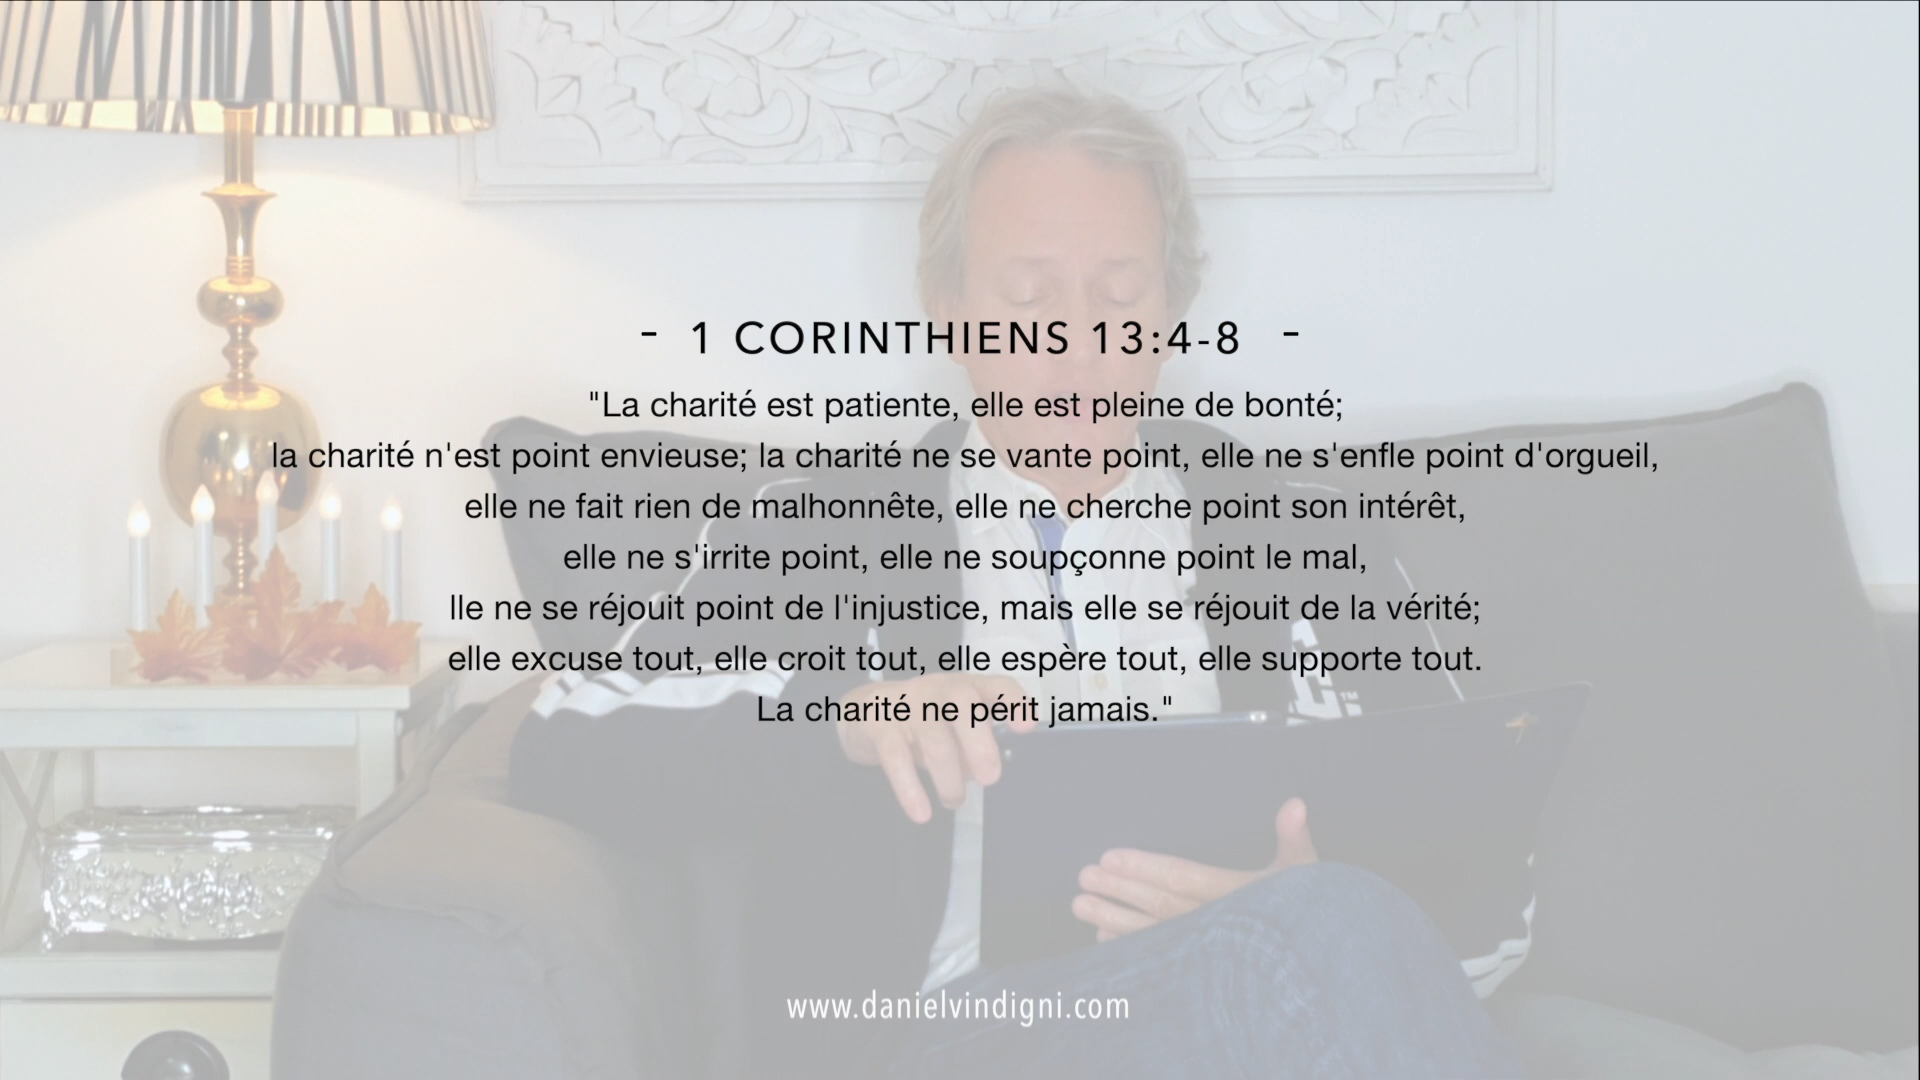 - 1 CORINTHIENS 13:4-8 -
"La charité est patiente, elle est pleine de bonté;
la charité n'est point envieuse; la charité ne se vante point, elle ne s'enfle point d'orgueil,
elle ne fait rien de malhonnête, elle ne cherche point son intérêt,
elle ne s'irrite point, elle ne soupçonne point le mal,
lle ne se réjouit point de l'injustice, mais elle se réjouit de la vérité;
elle excuse tout, elle croit tout, elle espère tout, elle supporte tout.
La charité ne périt jamais."
www.danielvindigni.com